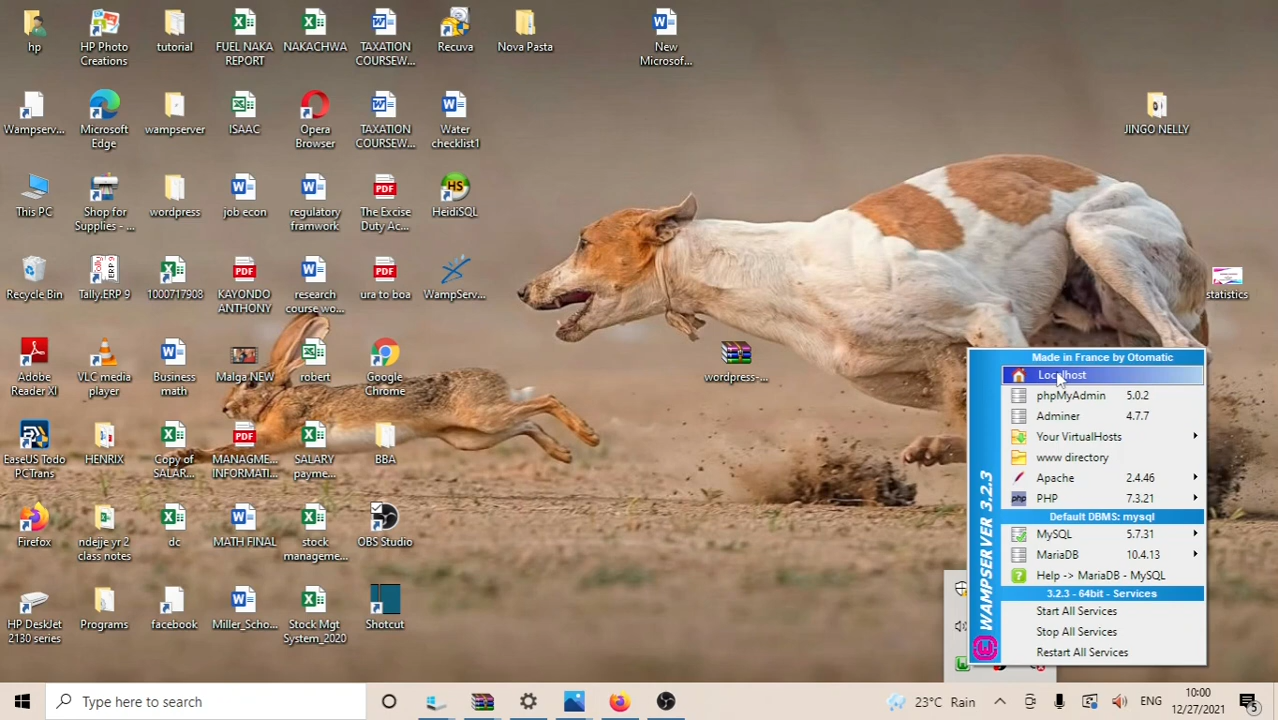 hp
HP Photo
Creations
tutorial
FUEL NAKA
REPORT
NAKACHWA
TAXATION
COURSEW...
Recuva
Nova Pasta
New
Microsof...
Wampserv...
Microsoft
Edge
wampserver
ISAAC
Opera
Browser
TAXATION
COURSEW...
Water
checklist1
JINGO NELLY
This PC
Shop for
Supplies - ...
wordpress
job econ
regulatory
framwork
PDF
The Excise
Duty Ac...
HS
HeidiSQL
Recycle Bin
Tally.ERP 9
1000717908
PDF
KAYONDO
ANTHONY
research
course wo...
PDF
ura to boa
WampServ...
statistics
Adobe
Reader XI
VLC media
player
Business
math
Malga NEW
robert
Google
Chrome
wordpress-...
EaseUS Todo
PCTrans
HENRIX
Copy of
SALAR...
PDF
MANAGME...
INFORMATI...
SALARY
payme...
BBA
Firefox
ndejje yr 2
class notes
dc
MATH FINAL
stock
manageme...
OBS Studio
HP DeskJet
2130 series
Programs
facebook
Miller_Scho...
Stock Mgt
System_2020
Shotcut
WAMPSERVER 3.2.3
Made in France by Otomatic
Localhost
phpMyAdmin 5.0.2
Adminer 4.7.7
Your VirtualHosts
www directory
Apache 2.4.46
php PHP 7.3.21
Default DBMS: mysql
MySQL 5.7.31
MariaDB 10.4.13
Help -> MariaDB - MySQL
3.2.3 - 64bit - Services
Start All Services
Stop All Services
Restart All Services
Type here to search
23°C Rain
ENG
10:00
12/27/2021
5